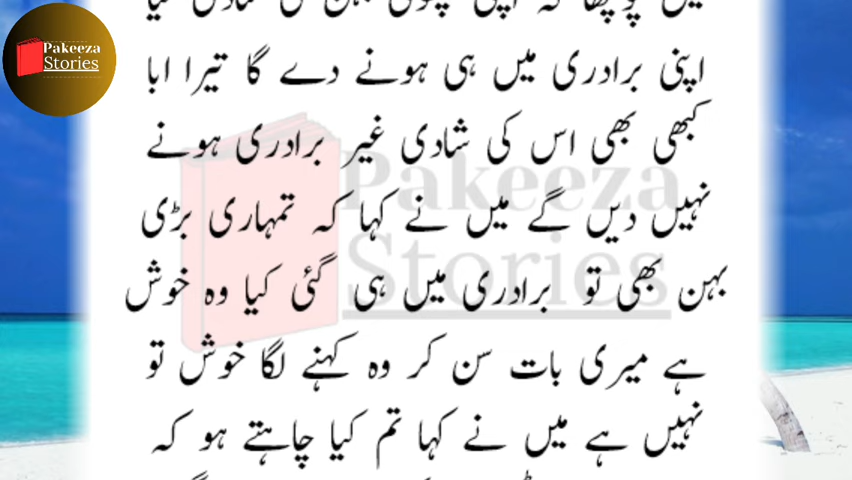 Pakeeza
Stories
اپنی برادری میں ہی ہونے دے گا تیرا ابا
کبھی بھی اس کی شادی غیر برادری ہونے
نہیں دیں گے میں نے کہا کہ تمہاری بڑی
بہن بھی تو برادری میں ہی گئی کیا وہ خوش
ہے میری بات سن کر وہ کہنے لگا خوش تو
نہیں ہے میں نے کہا تم کیا چاہتے ہو کہ
Pakeeza
Stories